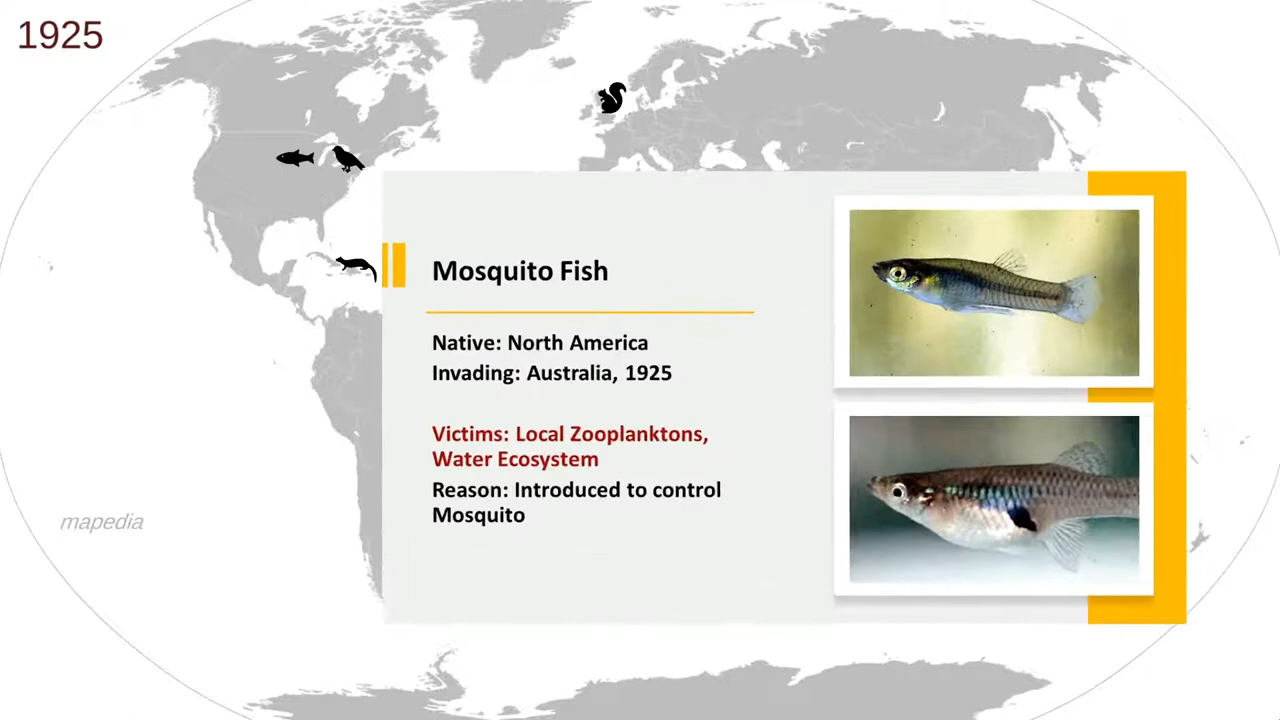 1925
Mosquito Fish
Native: North America
Invading: Australia, 1925
Victims: Local Zooplanktons,
Water Ecosystem
Reason: Introduced to control
Mosquito
mapedia